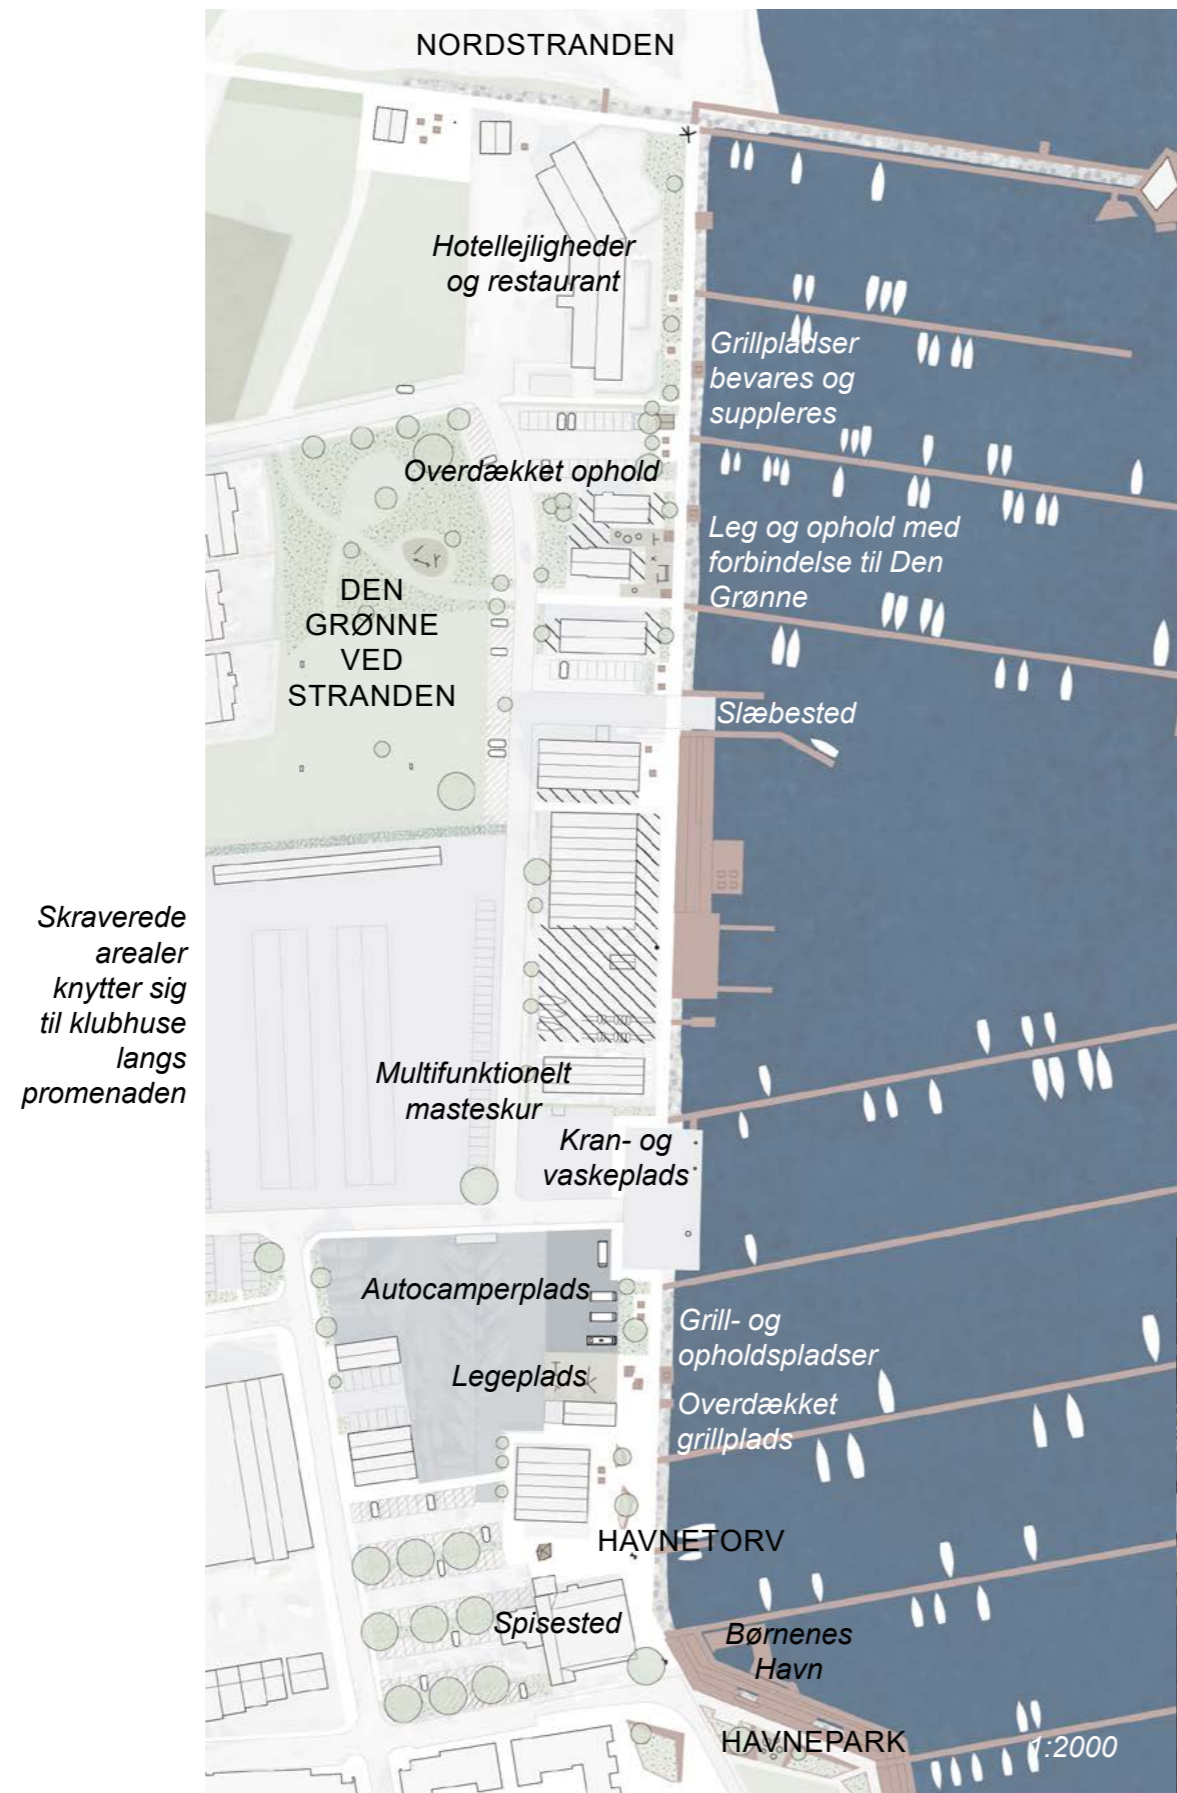 NORDSTRANDEN
Hotellejligheder
og restaurant
Grillpladser
bevares og
suppleres
Overdækket ophold
Leg og ophold med
forbindelse til Den
Grønne
DEN
GRØNNE
VED
STRANDEN
Slæbested
Skraverede
arealer
knytter sig
til klubhuse
langs
promenaden
Multifunktionelt
masteskur
Kran- og
vaskeplads
Autocamperplads
Grill- og
opholdspladser
Legeplads
Overdækket
grillplads
HAVNETORV
Spisested
Børnenes
Havn
HAVNEPARK
1:2000